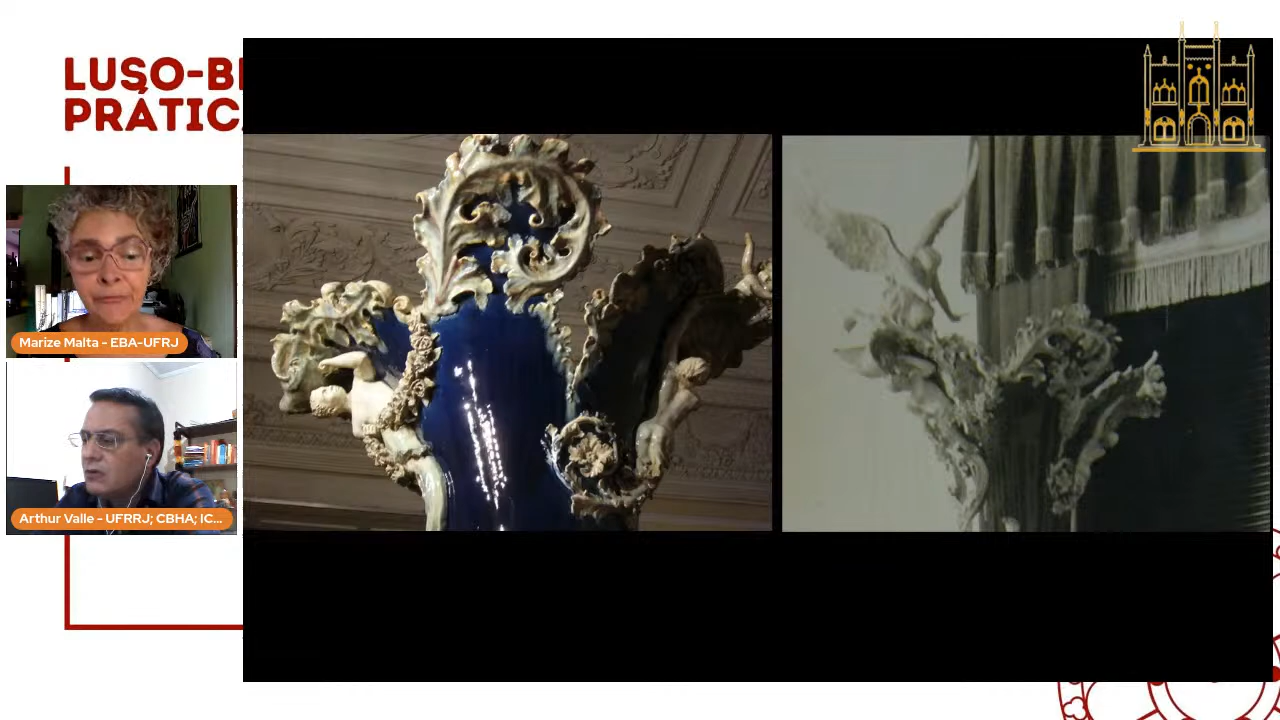 LUSO-B
PRÁTIC
Marize Malta - EBA-UFRJ
Arthur Valle - UFRRJ; CBHA; IC...